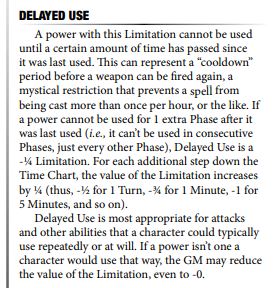 DELAYED USE
A power with this Limitation cannot be used
until a certain amount of time has passed since
it was last used. This can represent a “cooldown”
period before a weapon can be fired again, a
mystical restriction that prevents a spell from
being cast more than once per hour, or the like. If
a power cannot be used for 1 extra Phase after it
was last used (i.e., it can’t be used in consecutive
Phases, just every other Phase), Delayed Use is a
-¼ Limitation. For each additional step down the
Time Chart, the value of the Limitation increases
by ¼ (thus, -½ for 1 Turn, -¾ for 1 Minute, -1 for
5 Minutes, and so on).
Delayed Use is most appropriate for attacks
and other abilities that a character could typically
use repeatedly or at will. If a power isn’t one a
character would use that way, the GM may reduce
the value of the Limitation, even to -0.